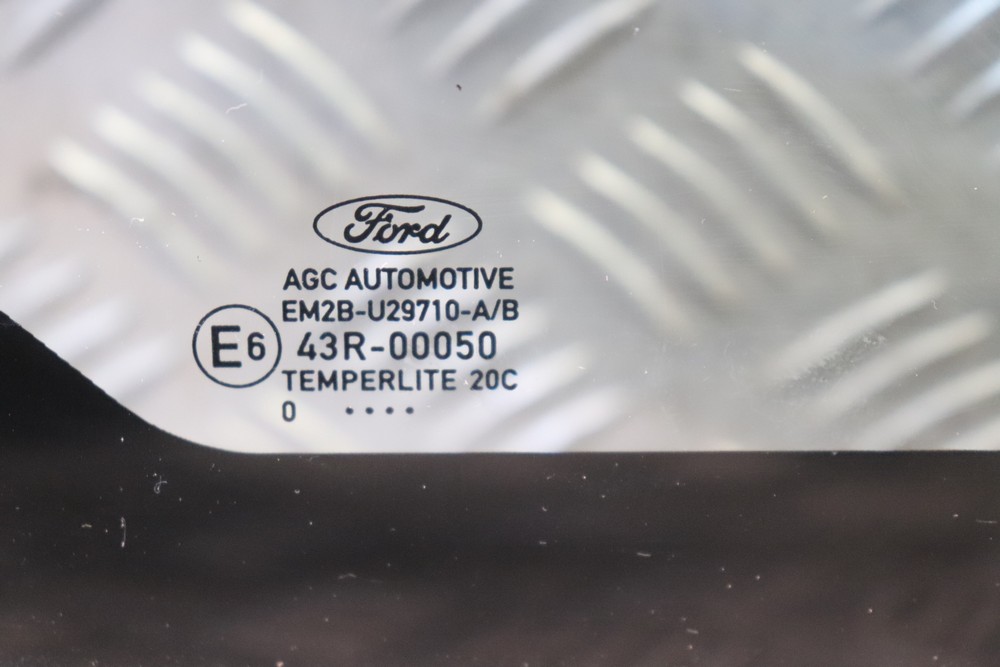 Ford
AGC AUTOMOTIVE
EM2B-U29710-A/B
E6 43R-00050
TEMPERLITE 20C
0 ....